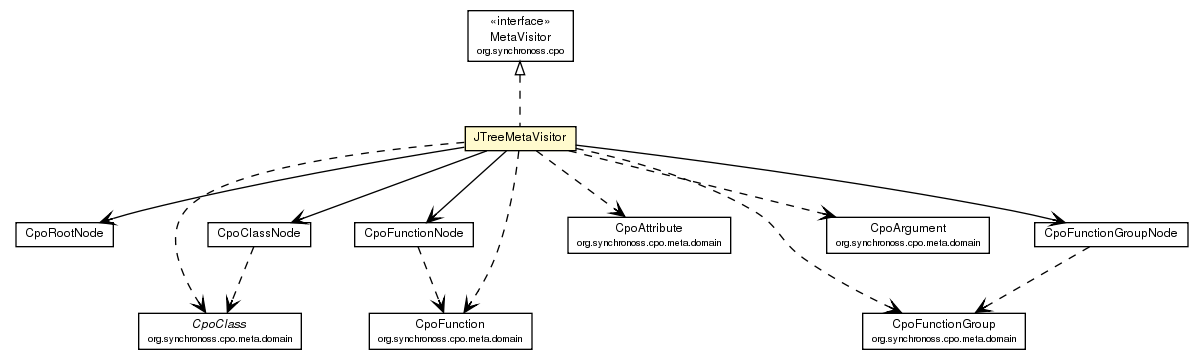 «interface»
MetaVisitor
org.synchronoss.cpo
JTreeMetaVisitor
CpoRootNode
CpoClassNode
CpoFunctionNode
CpoAttribute
org.synchronoss.cpo.meta.domain
CpoArgument
org.synchronoss.cpo.meta.domain
CpoFunctionGroupNode
CpoClass
org.synchronoss.cpo.meta.domain
CpoFunction
org.synchronoss.cpo.meta.domain
CpoFunctionGroup
org.synchronoss.cpo.meta.domain